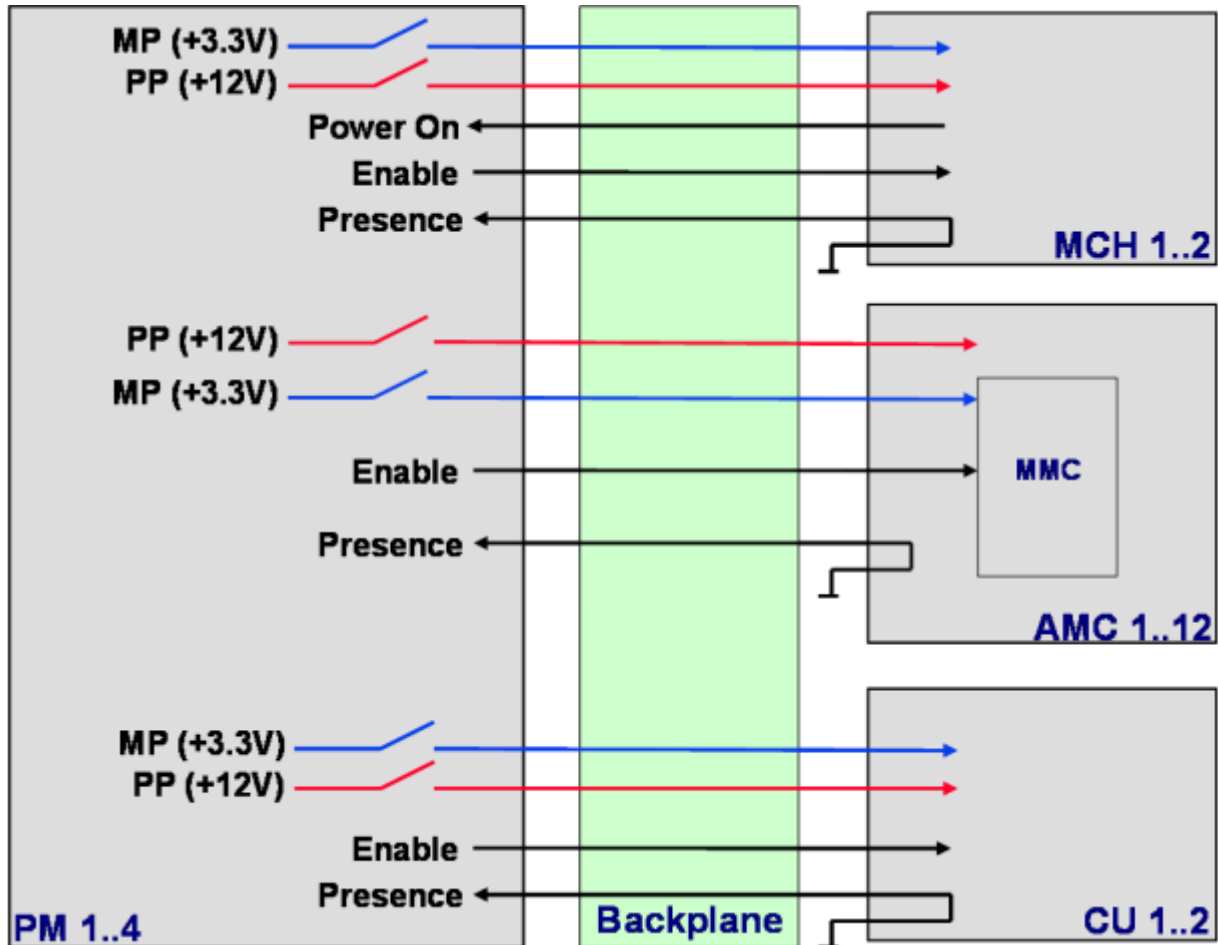 MP (+3.3V)
PP (+12V)
Power On
Enable
Presence
MCH 1..2
PP (+12V)
MP (+3.3V)
Enable
MMC
Presence
AMC 1..12
MP (+3.3V)
PP (+12V)
Enable
Presence
PM 1..4
Backplane
CU 1..2